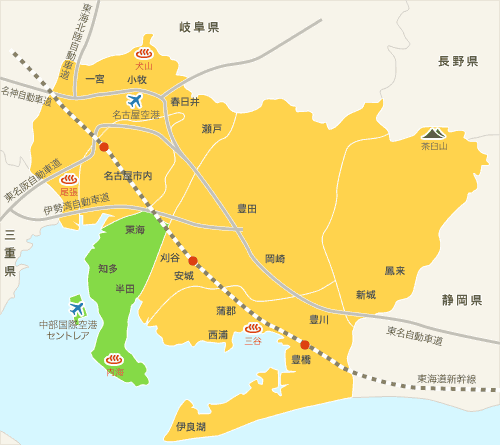 東海北陸自動車道
岐阜県
長野県
犬山
一宮
小牧
名神自動車道
春日井
名古屋空港
瀬戸
茶臼山
東名阪自動車道
名古屋市内
尾張
伊勢湾自動車道
豊田
東海
三重県
刈谷
岡崎
知多
安城
鳳来
半田
新城
静岡県
蒲郡
中部国際空港
セントレア
豊川
西浦
三谷
東名自動車道
豊橋
内海
東海道新幹線
伊良湖